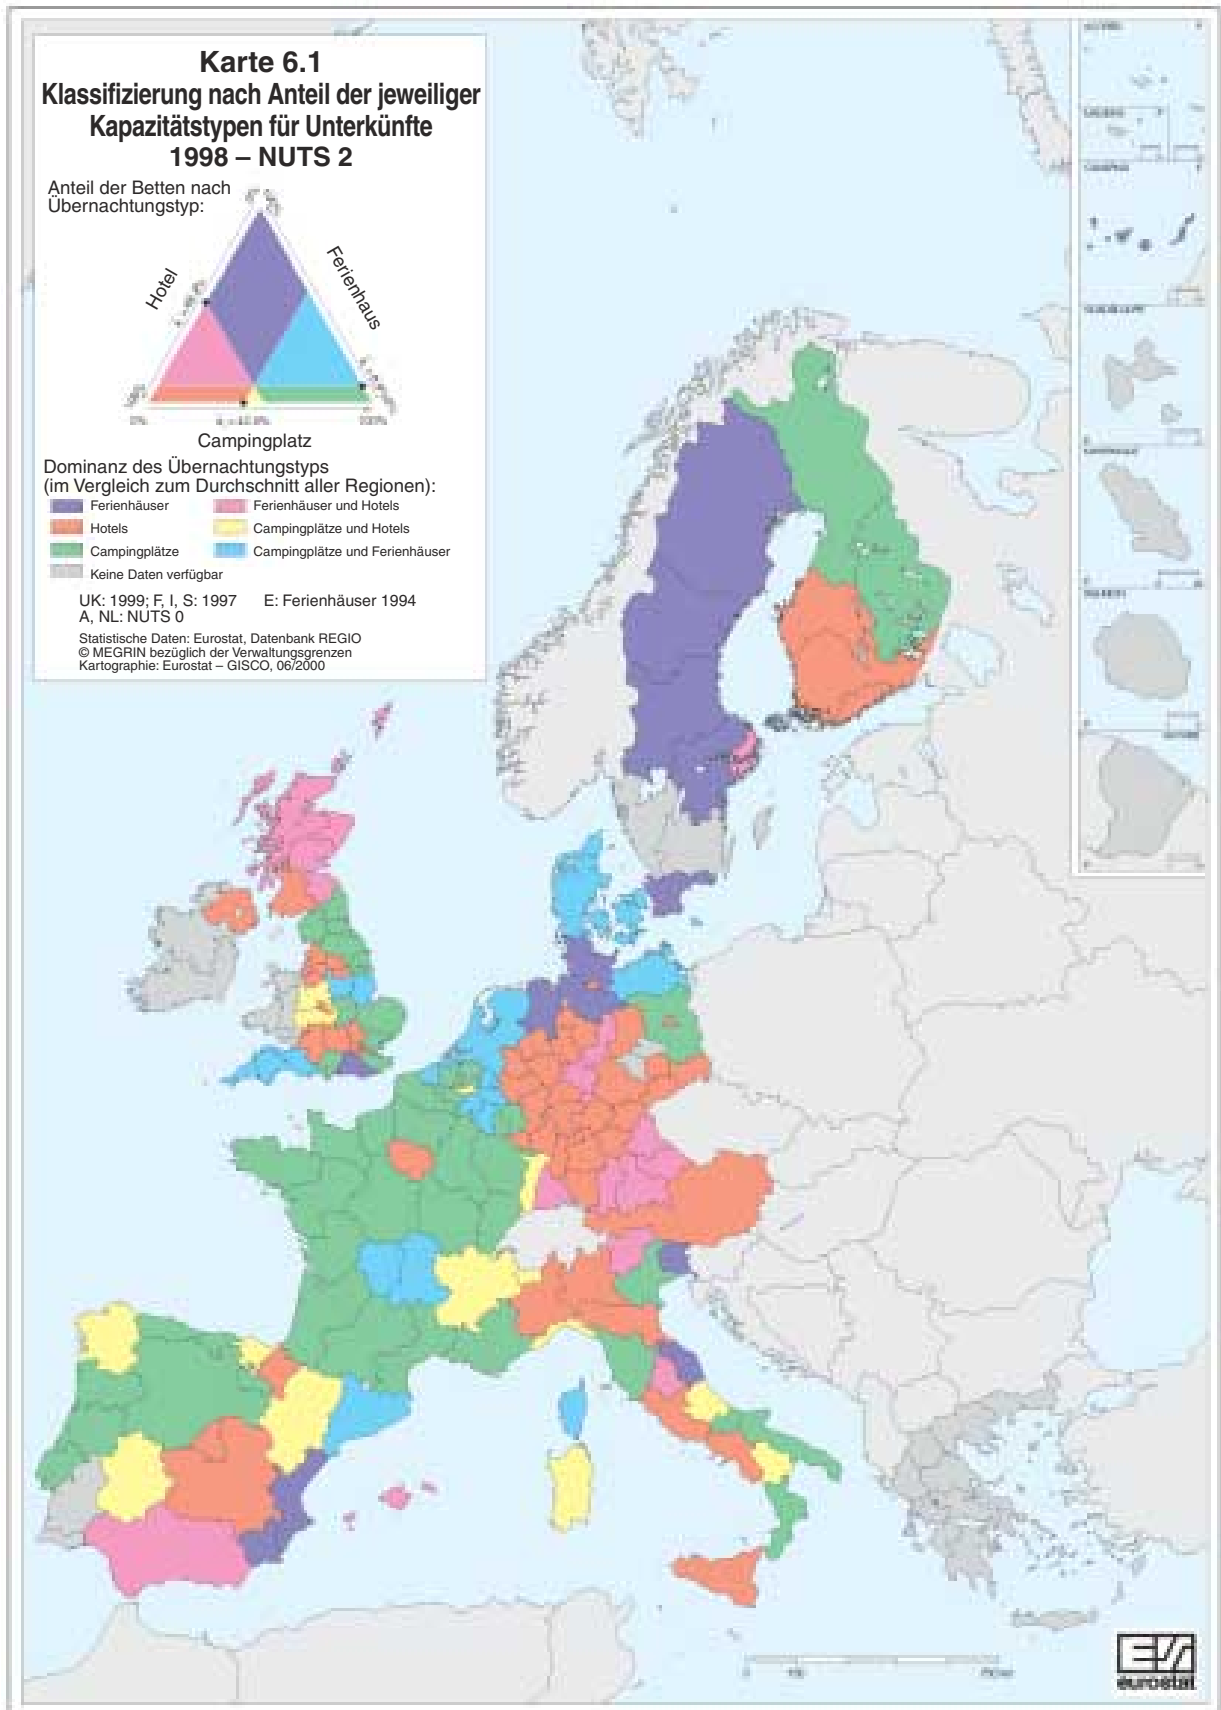 Karte 6.1
Klassifizierung nach Anteil der jeweiliger
Kapazitätstypen für Unterkünfte
1998 – NUTS 2
Anteil der Betten nach
Übernachtungstyp:
Hotel
Ferienhaus
Campingplatz
Dominanz des Übernachtungstyps
(im Vergleich zum Durchschnitt aller Regionen):
Ferienhäuser
Ferienhäuser und Hotels
Hotels
Campingplätze und Hotels
Campingplätze
Campingplätze und Ferienhäuser
Keine Daten verfügbar
UK: 1999; F, I, S: 1997 E: Ferienhäuser 1994
A, NL: NUTS 0
Statistische Daten: Eurostat, Datenbank REGIO
© MEGRIN bezüglich der Verwaltungsgrenzen
Kartographie: Eurostat – GISCO, 06/2000
eurostat